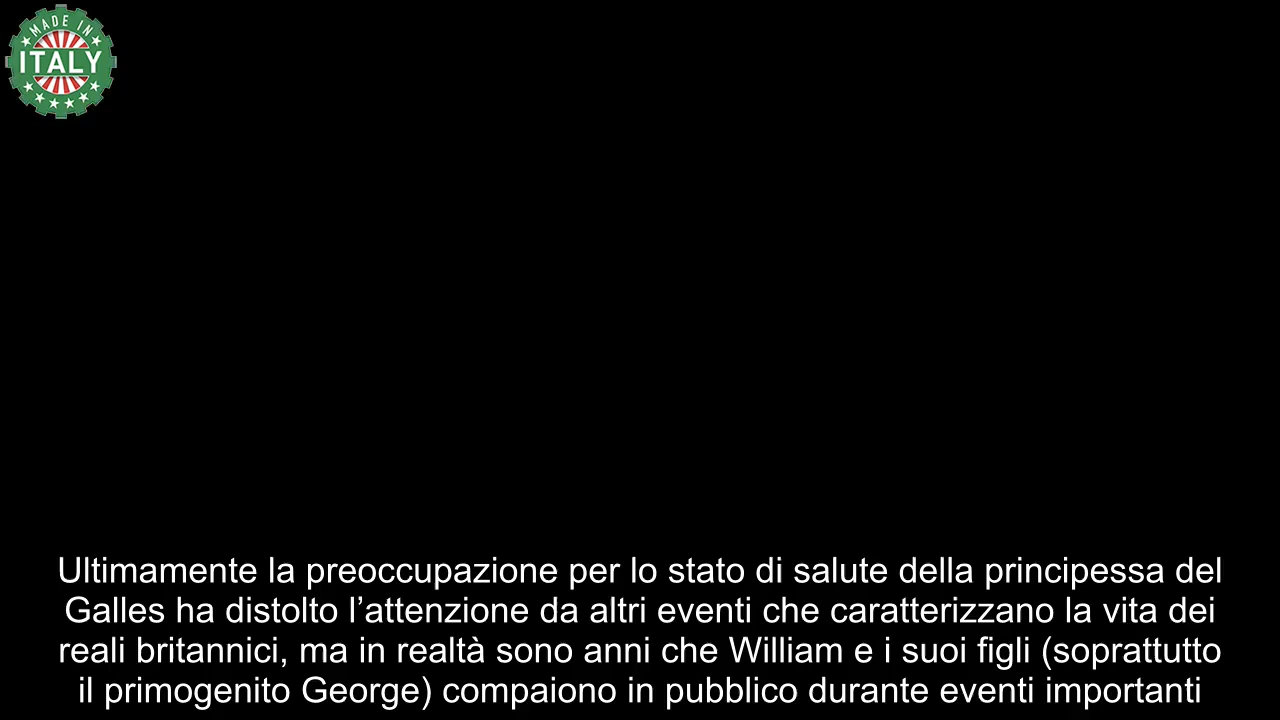 MADE IN
ITALY
Ultimamente la preoccupazione per lo stato di salute della principessa del
Galles ha distolto l’attenzione da altri eventi che caratterizzano la vita dei
reali britannici, ma in realtà sono anni che William e i suoi figli (soprattutto
il primogenito George) compaiono in pubblico durante eventi importanti